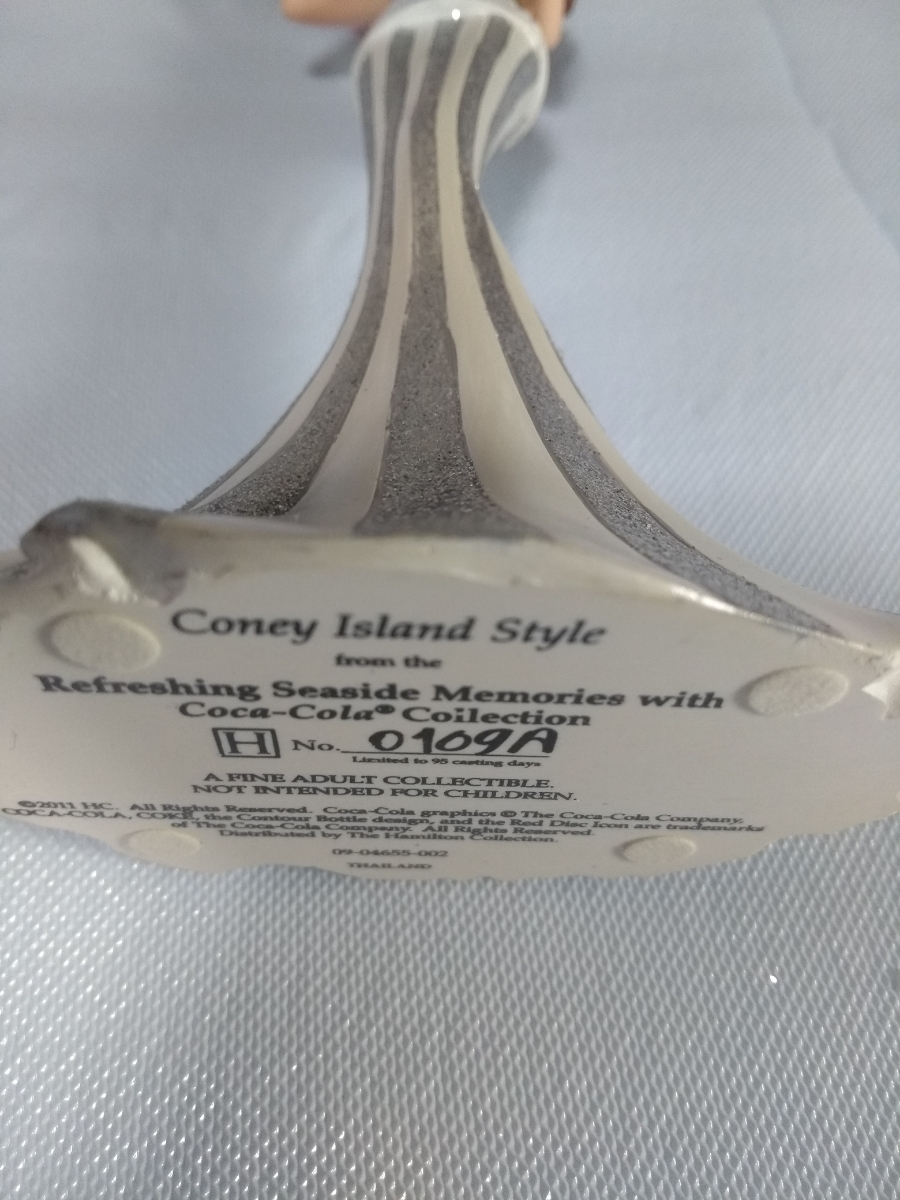 Coney Island Style
from the
Refreshing Seaside Memories with
Coca-Cola® Collection
H No. 0109A
Limited to 95 casting days
A FINE ADULT COLLECTIBLE.
NOT INTENDED FOR CHILDREN.
©2011 HC. All Rights Reserved. Coca-Cola graphics © The Coca-Cola Company.
COCA-COLA, COKE, the Contour Bottle design, and the Red Disc Icon are trademarks
of The Coca-Cola Company. All Rights Reserved.
Distributed by The Hamilton Collection.
09-04655-002
THAILAND